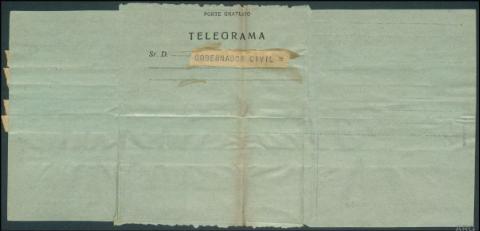 PORTE GRATUITO
TELEGRAMA
Sr. D.
GOBERNADOR CIVIL =